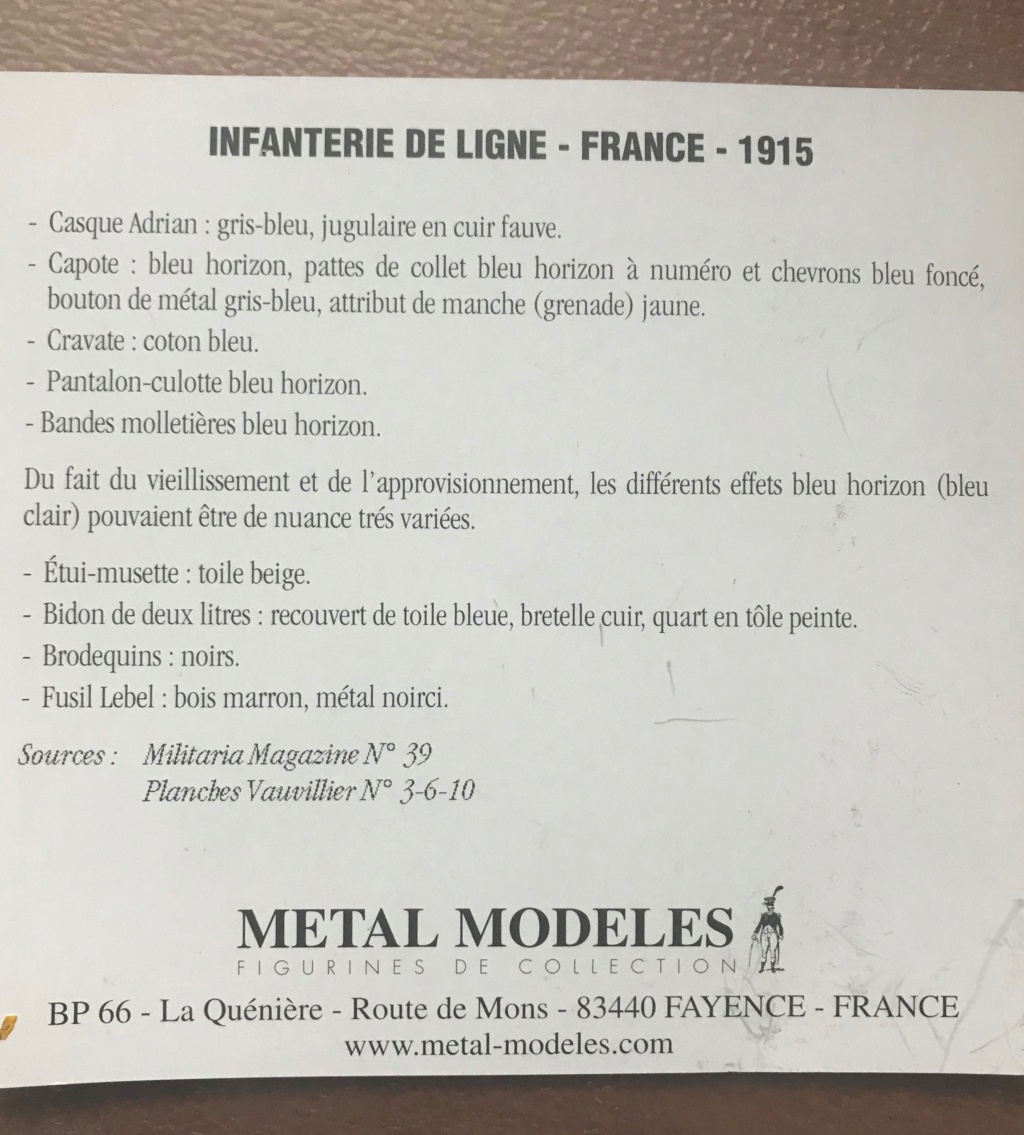 INFANTERIE DE LIGNE - FRANCE - 1915
- Casque Adrian : gris-bleu, jugulaire en cuir fauve.
- Capote : bleu horizon, pattes de collet bleu horizon à numéro et chevrons bleu foncé,
bouton de métal gris-bleu, attribut de manche (grenade) jaune.
- Cravate : coton bleu.
- Pantalon-culotte bleu horizon.
- Bandes molletières bleu horizon.
Du fait du vieillissement et de l'approvisionnement, les différents effets bleu horizon (bleu
clair) pouvaient être de nuance trés variées.
- Étui-musette : toile beige.
- Bidon de deux litres : recouvert de toile bleue, bretelle cuir, quart en tôle peinte.
- Brodequins : noirs.
- Fusil Lebel : bois marron, métal noirci.
Sources : Militaria Magazine N° 39
Planches Vauvillier N° 3-6-10
METAL MODELES
FIGURINES DE COLLECTION
BP 66 - La Quénière - Route de Mons - 83440 FAYENCE - FRANCE
www.metal-modeles.com